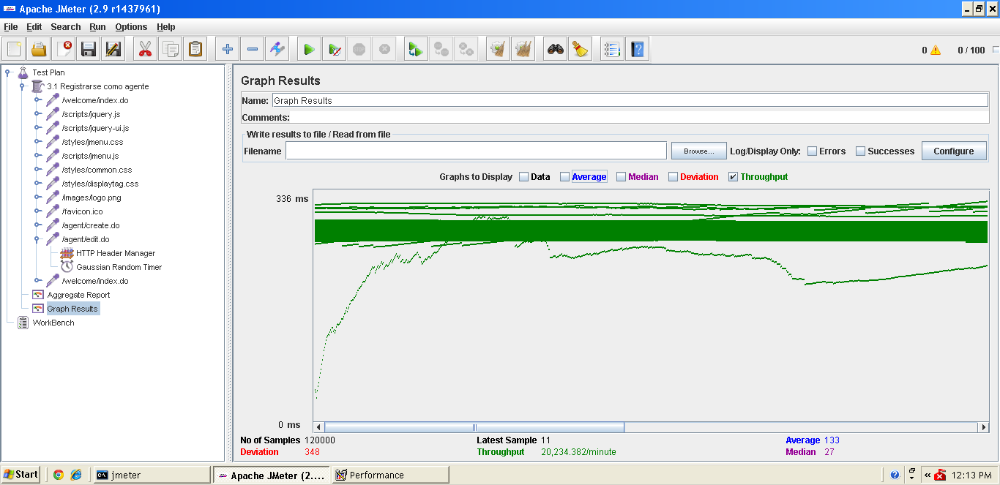 Apache JMeter (2.9 r1437961)
File Edit Search Run Options Help
0 0 / 100
Test Plan
3.1 Registrarse como agente
/welcome/index.do
/scripts/jquery.js
/scripts/jquery-ui.js
/styles/jmenu.css
/scripts/jmenu.js
/styles/common.css
/styles/displaytag.css
/images/logo.png
/favicon.ico
/agent/create.do
/agent/edit.do
HTTP Header Manager
Gaussian Random Timer
/welcome/index.do
Aggregate Report
Graph Results
WorkBench
Graph Results
Name: Graph Results
Comments:
Write results to file / Read from file
Filename Browse... Log/Display Only: Errors Successes Configure
Graphs to Display Data Average Median Deviation Throughput
336 ms
0 ms
No of Samples 120000 Latest Sample 11 Average 133
Deviation 348 Throughput 20,234.382/minute Median 27
Start jmeter Apache JMeter (2.... Performance 12:13 PM